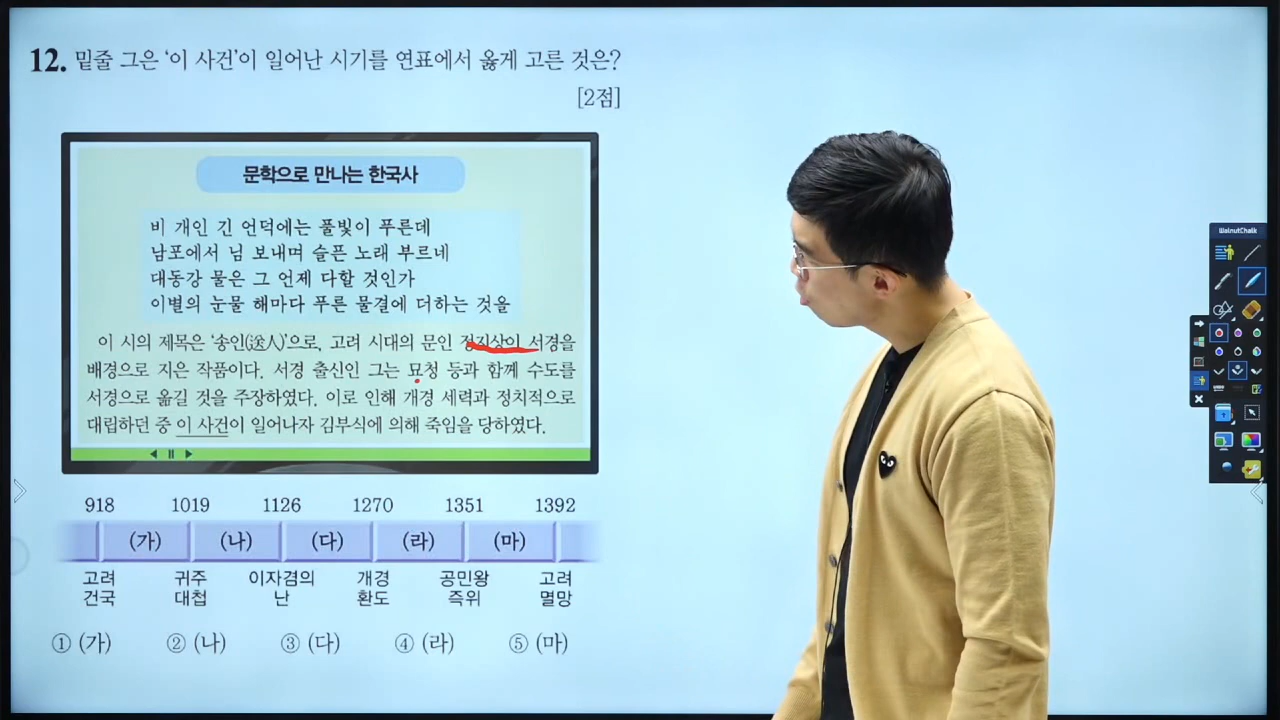 12. 밑줄 그은 ‘이 사건’이 일어난 시기를 연표에서 옳게 고른 것은?
[2점]
문학으로 만나는 한국사
비 개인 긴 언덕에는 풀빛이 푸른데
남포에서 님 보내며 슬픈 노래 부르네
대동강 물은 그 언제 다할 것인가
이별의 눈물 해마다 푸른 물결에 더하는 것을
이 시의 제목은 ‘송인(送人)’으로, 고려 시대의 문인 정지상이 서경을
배경으로 지은 작품이다. 서경 출신인 그는 묘청 등과 함께 수도를
서경으로 옮길 것을 주장하였다. 이로 인해 개경 세력과 정치적으로
대립하던 중 이 사건이 일어나자 김부식에 의해 죽임을 당하였다.
918 1019 1126 1270 1351 1392
(가) (나) (다) (라) (마)
고려 귀주 이자겸의 개경 공민왕 고려
건국 대첩 난 환도 즉위 멸망
① (가) ② (나) ③ (다) ④ (라) ⑤ (마)
WalnutChalk